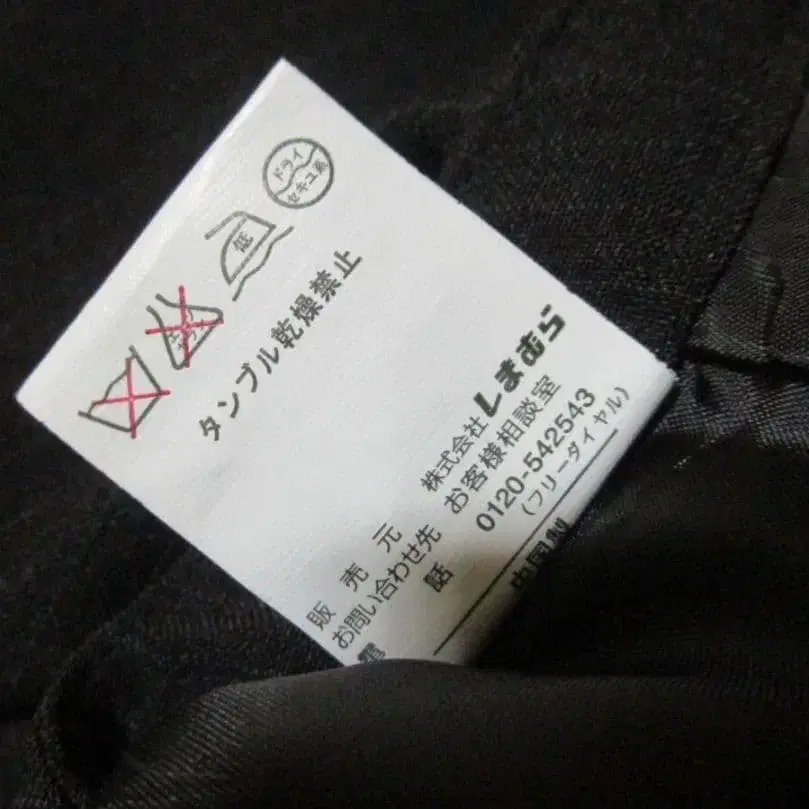 ドライ
セキユ系
低
タンブル乾燥禁止
販売元 株式会社しまむら
お問い合わせ先 お客様相談室
電話 0120-542543
(フリーダイヤル)
中国製